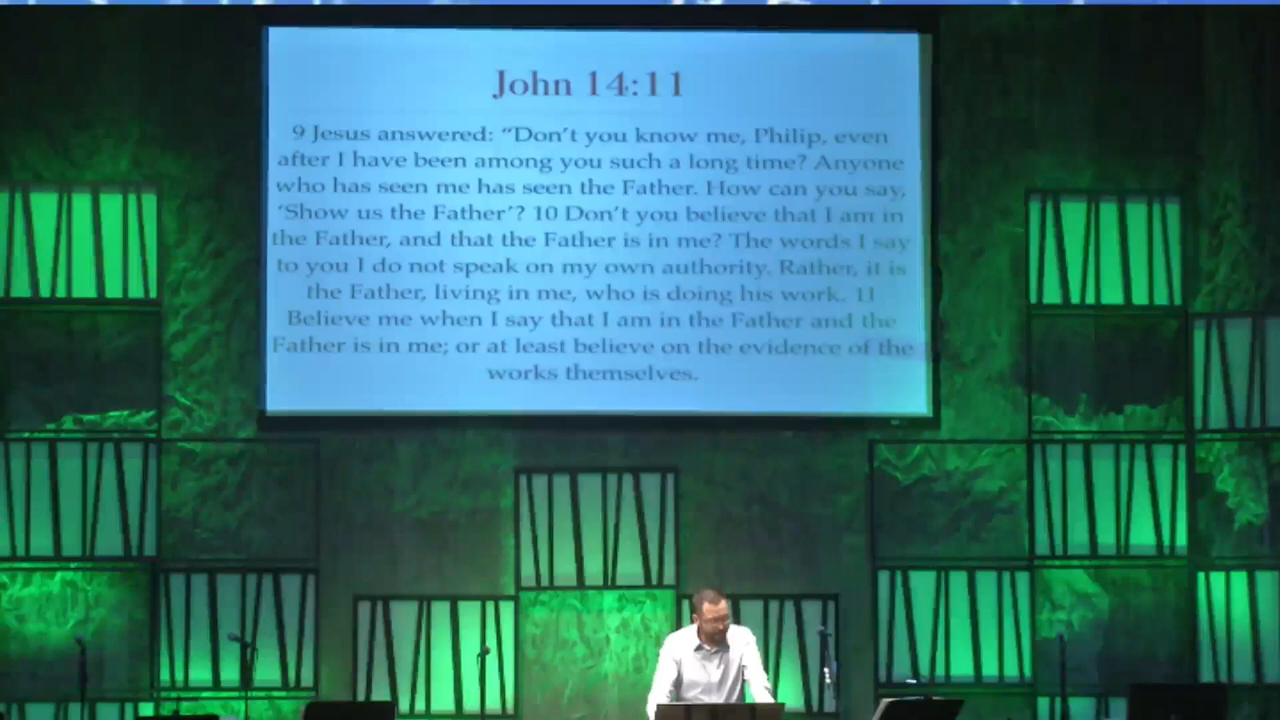 John 14:11
9 Jesus answered: “Don’t you know me, Philip, even
after I have been among you such a long time? Anyone
who has seen me has seen the Father. How can you say,
‘Show us the Father’? 10 Don’t you believe that I am in
the Father, and that the Father is in me? The words I say
to you I do not speak on my own authority. Rather, it is
the Father, living in me, who is doing his work. 11
Believe me when I say that I am in the Father and the
Father is in me; or at least believe on the evidence of the
works themselves.